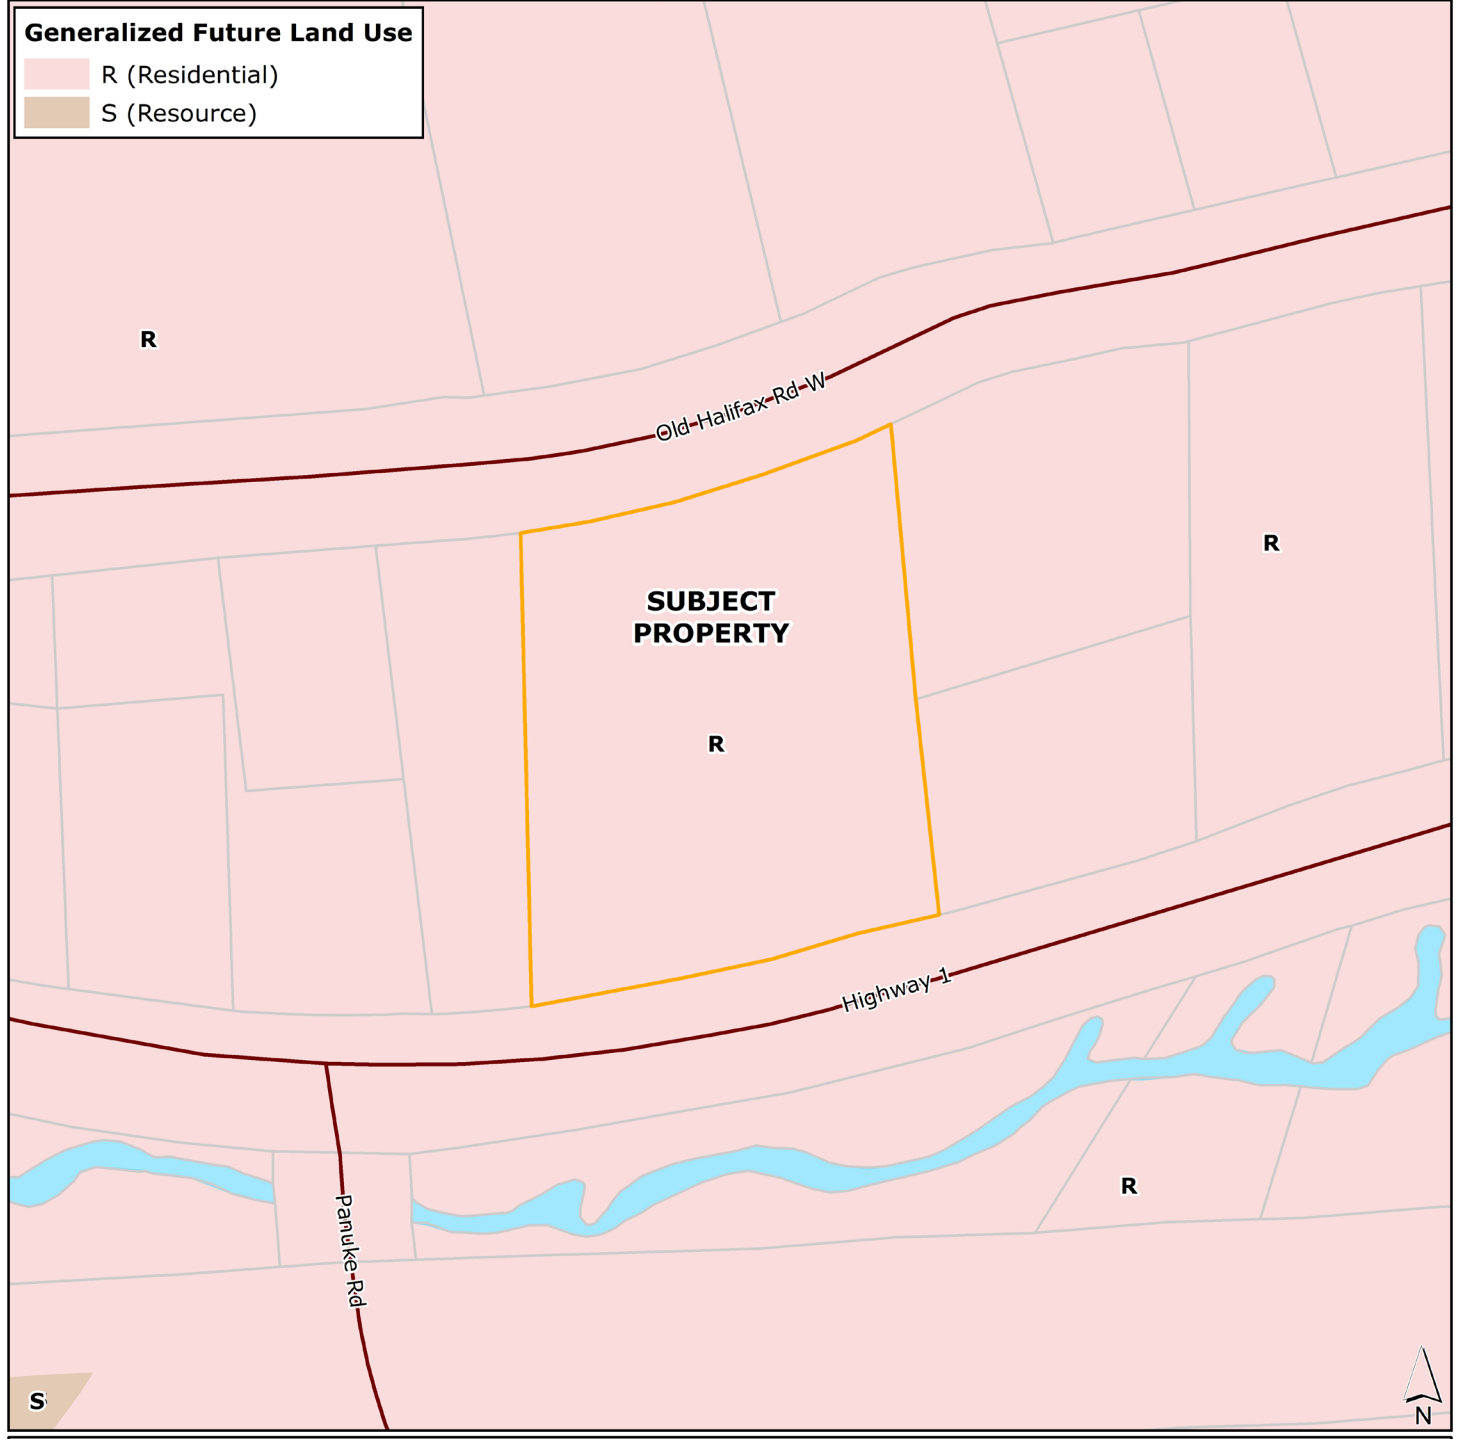 Generalized Future Land Use
R (Residential)
S (Resource)
R
Old Halifax Rd W
R
SUBJECT
PROPERTY
R
Highway 1
R
Panuke Rd
S
N